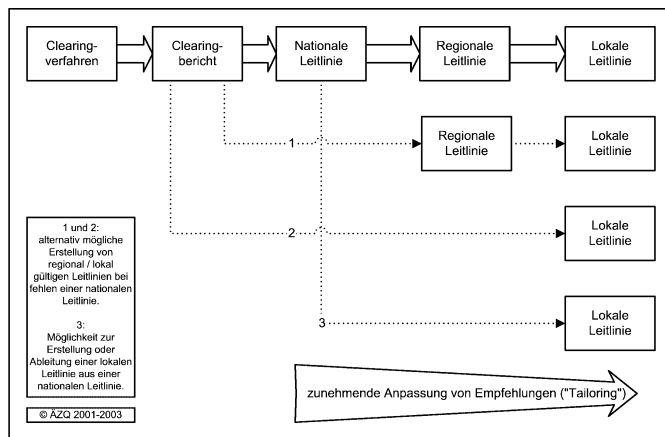 Clearing-
verfahren
Clearing-
bericht
Nationale
Leitlinie
Regionale
Leitlinie
Lokale
Leitlinie
1
Regionale
Leitlinie
Lokale
Leitlinie
2
Lokale
Leitlinie
3
Lokale
Leitlinie
1 und 2:
alternativ mögliche
Erstellung von
regional / lokal
gültigen Leitlinien bei
fehlen einer nationalen
Leitlinie.
3:
Möglichkeit zur
Erstellung oder
Ableitung einer lokalen
Leitlinie aus einer
nationalen Leitlinie.
© ÄZQ 2001-2003
zunehmende Anpassung von Empfehlungen ("Tailoring")